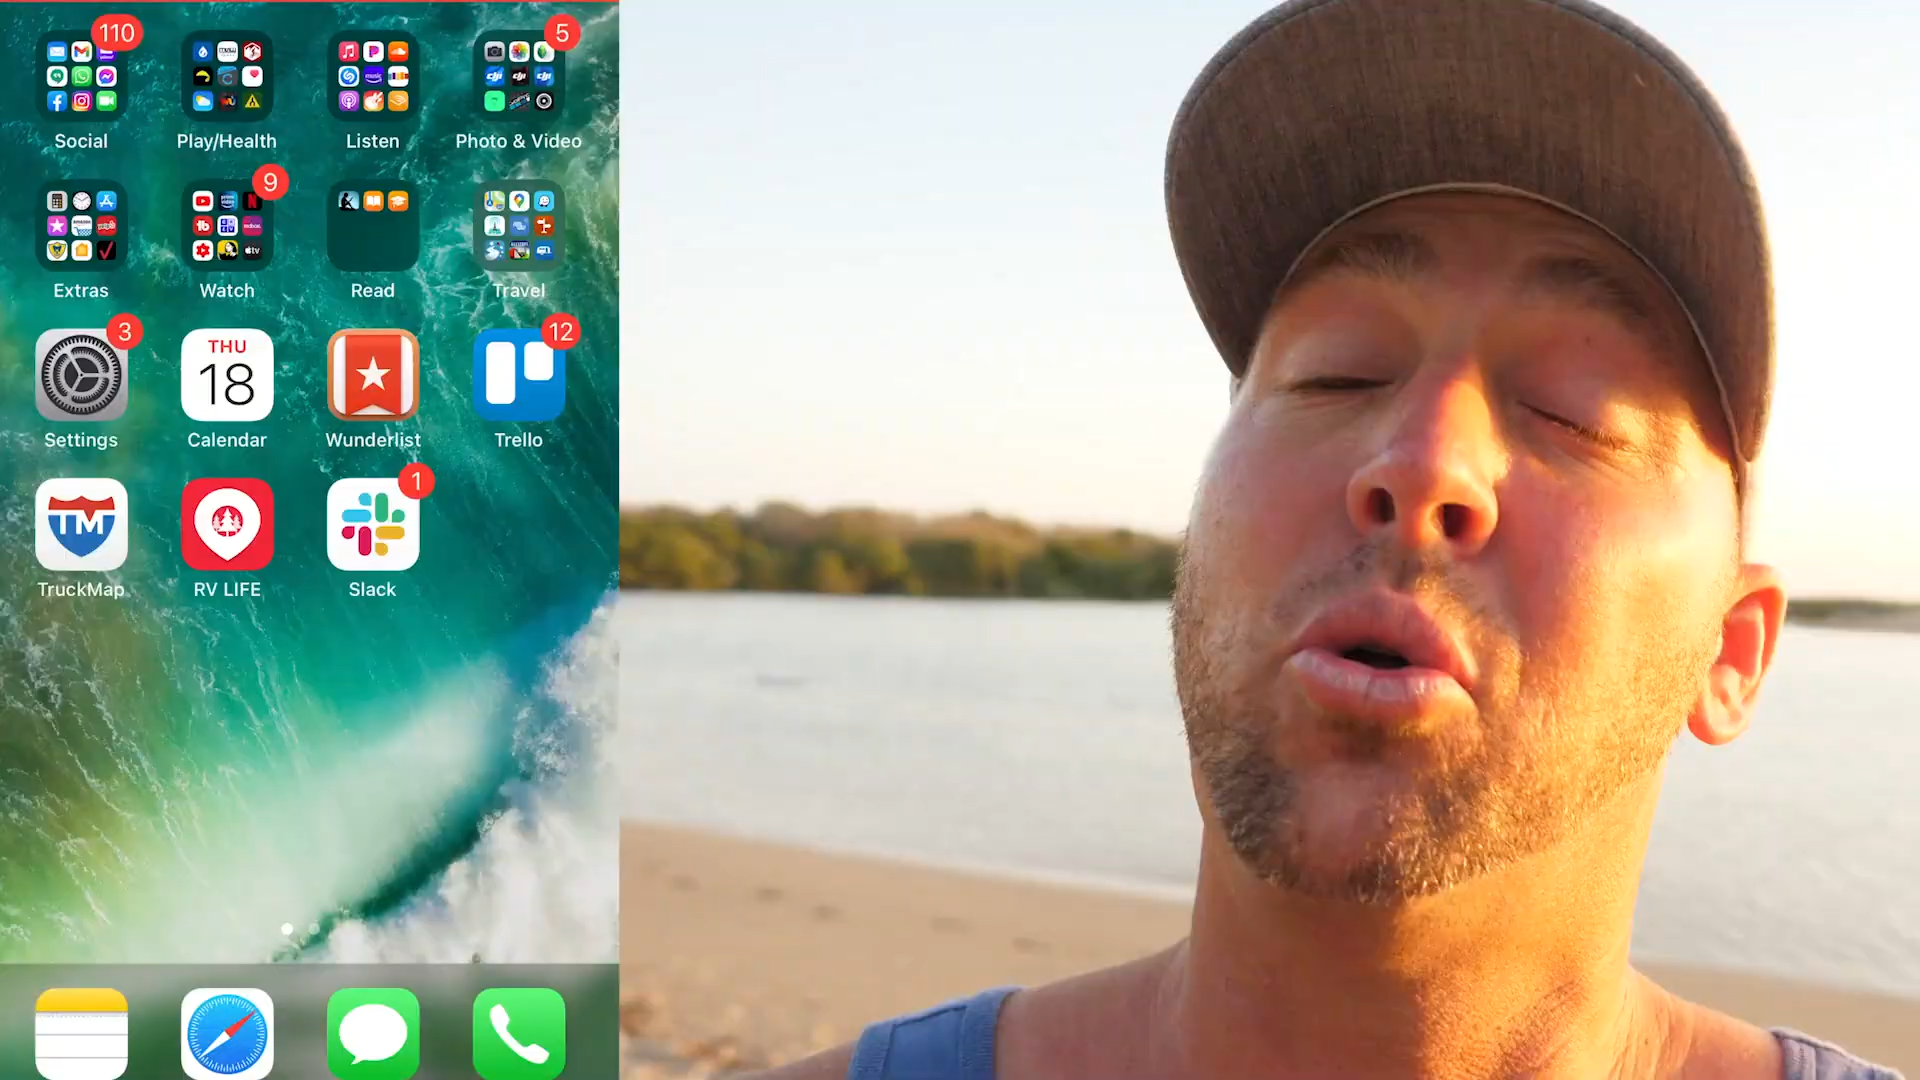 110
5
Social
Play/Health
Listen
Photo & Video
9
Extras
Watch
Read
Travel
3
THU
18
12
Settings
Calendar
Wunderlist
Trello
TM
1
TruckMap
RV LIFE
Slack